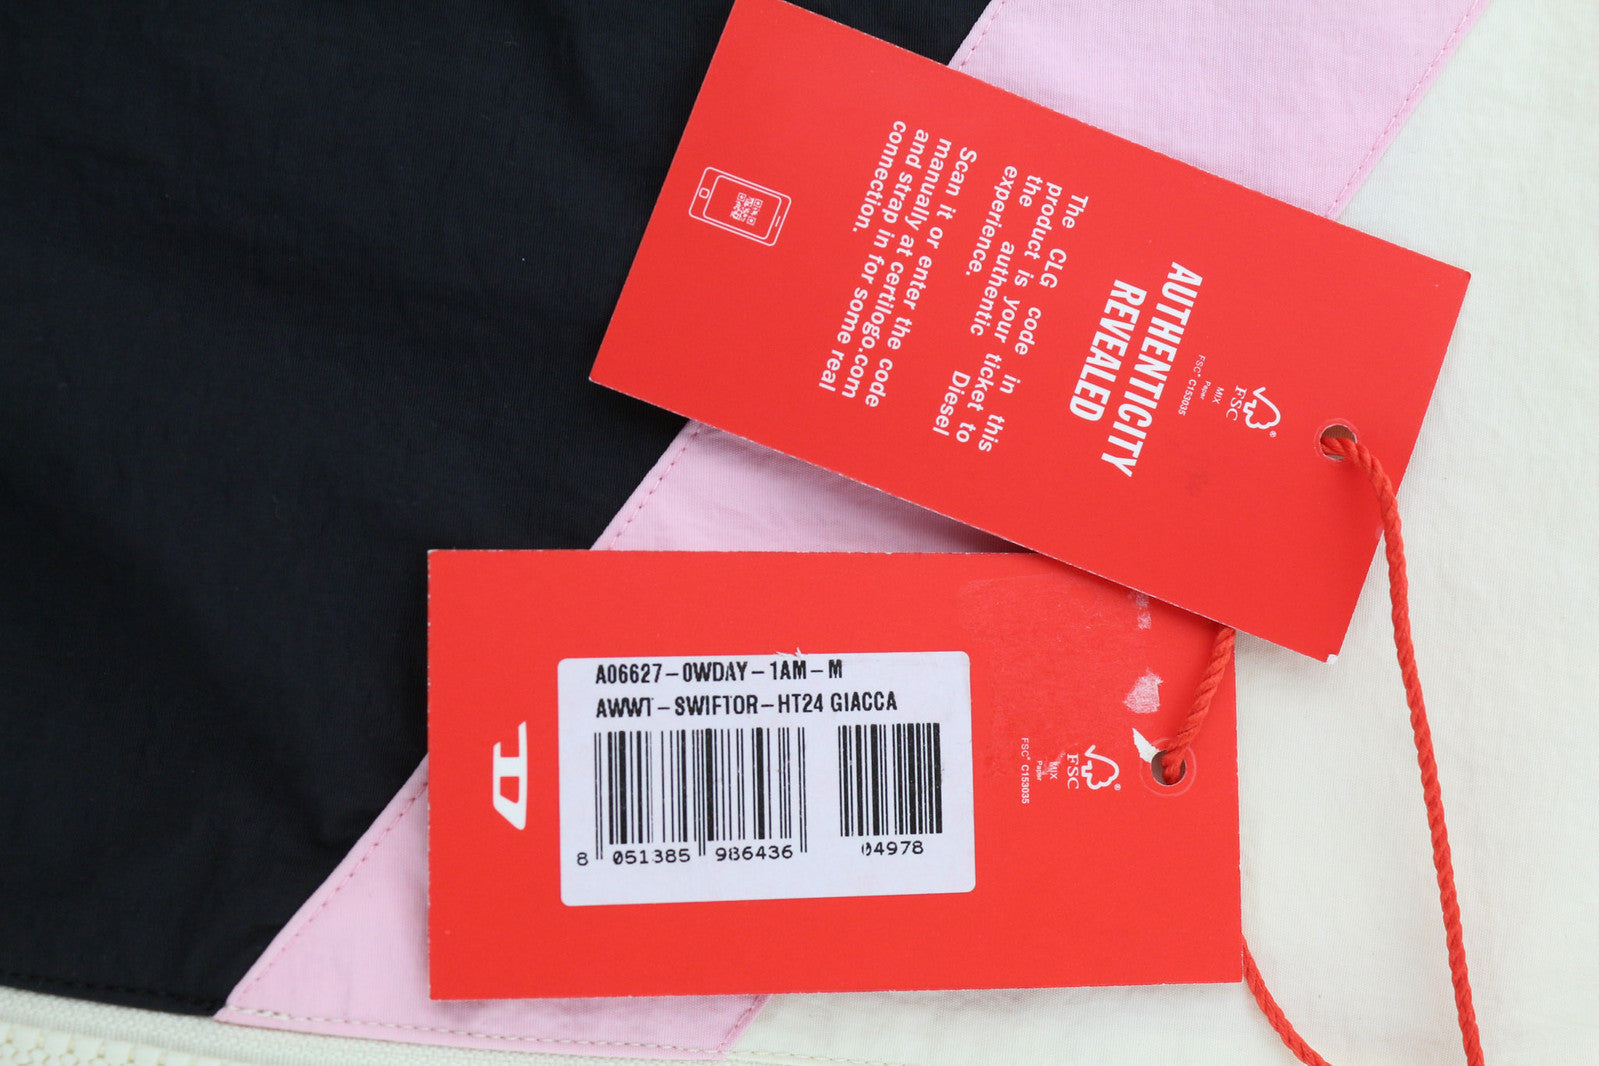 AUTHENTICITY
REVEALED
The CLG code in this
product is your ticket to
the authentic Diesel
experience.
Scan it or enter the code
manually at certilogo.com
and strap in for some real
connection.
FSC®
MIX
Paper
FSC® C153035
A06627-0WDAY-1AM-M
AWWT-SWIFTOR-HT24 GIACCA
8 051385 986436
04978
D
FSC®
MIX
Paper
FSC® C153035